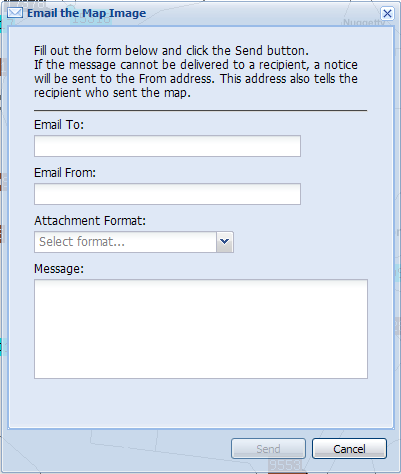 Email the Map Image
Fill out the form below and click the Send button.
If the message cannot be delivered to a recipient, a notice
will be sent to the From address. This address also tells the
recipient who sent the map.
Email To:
Email From:
Attachment Format:
Select format...
Message:
Send
Cancel